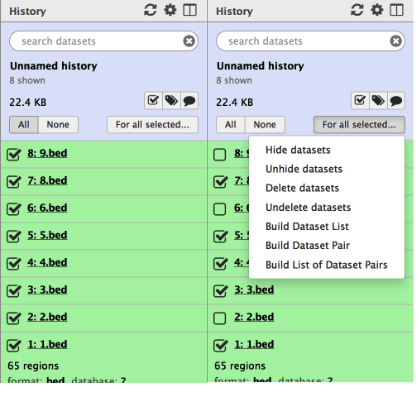 History
search datasets
Unnamed history
8 shown
22.4 KB
All None For all selected...
8: 9.bed
7: 8.bed
6: 6.bed
5: 5.bed
4: 4.bed
3: 3.bed
2: 2.bed
1: 1.bed
65 regions
format: bed, database: ?
History
search datasets
Unnamed history
8 shown
22.4 KB
All None For all selected...
Hide datasets
Unhide datasets
Delete datasets
Undelete datasets
Build Dataset List
Build Dataset Pair
Build List of Dataset Pairs
8:
7:
6:
5:
4:
3: 3.bed
2: 2.bed
1: 1.bed
65 regions
format: bed, database: ?